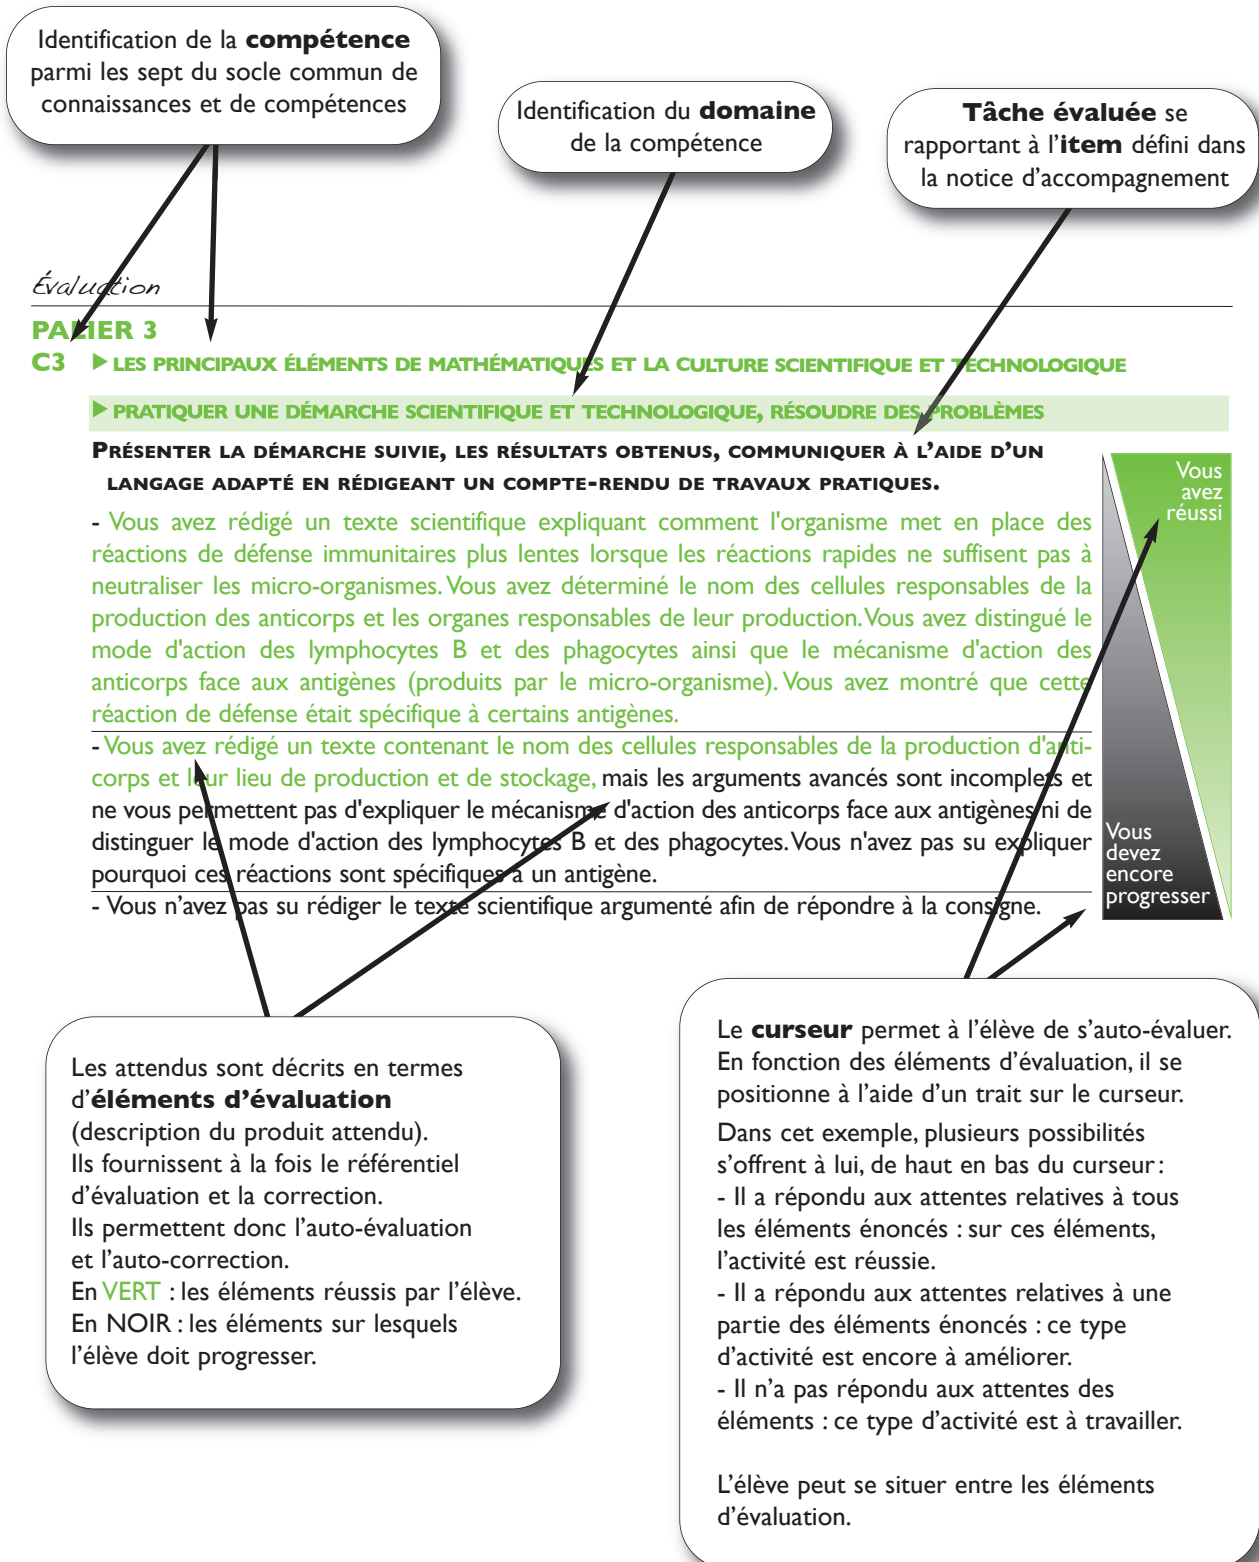 Identification de la compétence
parmi les sept du socle commun de
connaissances et de compétences
Identification du domaine
de la compétence
Tâche évaluée se
rapportant à l'item défini dans
la notice d'accompagnement
Évaluation
PALIER 3
C3 ▶ LES PRINCIPAUX ÉLÉMENTS DE MATHÉMATIQUES ET LA CULTURE SCIENTIFIQUE ET TECHNOLOGIQUE
▶ PRATIQUER UNE DÉMARCHE SCIENTIFIQUE ET TECHNOLOGIQUE, RÉSOUDRE DES PROBLÈMES
PRÉSENTER LA DÉMARCHE SUIVIE, LES RÉSULTATS OBTENUS, COMMUNIQUER À L'AIDE D'UN
LANGAGE ADAPTÉ EN RÉDIGEANT UN COMPTE-RENDU DE TRAVAUX PRATIQUES.
- Vous avez rédigé un texte scientifique expliquant comment l'organisme met en place des
réactions de défense immunitaires plus lentes lorsque les réactions rapides ne suffisent pas à
neutraliser les micro-organismes. Vous avez déterminé le nom des cellules responsables de la
production des anticorps et les organes responsables de leur production. Vous avez distingué le
mode d'action des lymphocytes B et des phagocytes ainsi que le mécanisme d'action des
anticorps face aux antigènes (produits par le micro-organisme). Vous avez montré que cette
réaction de défense était spécifique à certains antigènes.
- Vous avez rédigé un texte contenant le nom des cellules responsables de la production d'anti-
corps et leur lieu de production et de stockage, mais les arguments avancés sont incomplets et
ne vous permettent pas d'expliquer le mécanisme d'action des anticorps face aux antigènes ni de
distinguer le mode d'action des lymphocytes B et des phagocytes. Vous n'avez pas su expliquer
pourquoi ces réactions sont spécifiques à un antigène.
- Vous n'avez pas su rédiger le texte scientifique argumenté afin de répondre à la consigne.
Vous
avez
réussi
Vous
devez
encore
progresser
Les attendus sont décrits en termes
d'éléments d'évaluation
(description du produit attendu).
Ils fournissent à la fois le référentiel
d'évaluation et la correction.
Ils permettent donc l'auto-évaluation
et l'auto-correction.
En VERT : les éléments réussis par l'élève.
En NOIR : les éléments sur lesquels
l'élève doit progresser.
Le curseur permet à l'élève de s'auto-évaluer.
En fonction des éléments d'évaluation, il se
positionne à l'aide d'un trait sur le curseur.
Dans cet exemple, plusieurs possibilités
s'offrent à lui, de haut en bas du curseur :
- Il a répondu aux attentes relatives à tous
les éléments énoncés : sur ces éléments,
l'activité est réussie.
- Il a répondu aux attentes relatives à une
partie des éléments énoncés : ce type
d'activité est encore à améliorer.
- Il n'a pas répondu aux attentes des
éléments : ce type d'activité est à travailler.
L'élève peut se situer entre les éléments
d'évaluation.